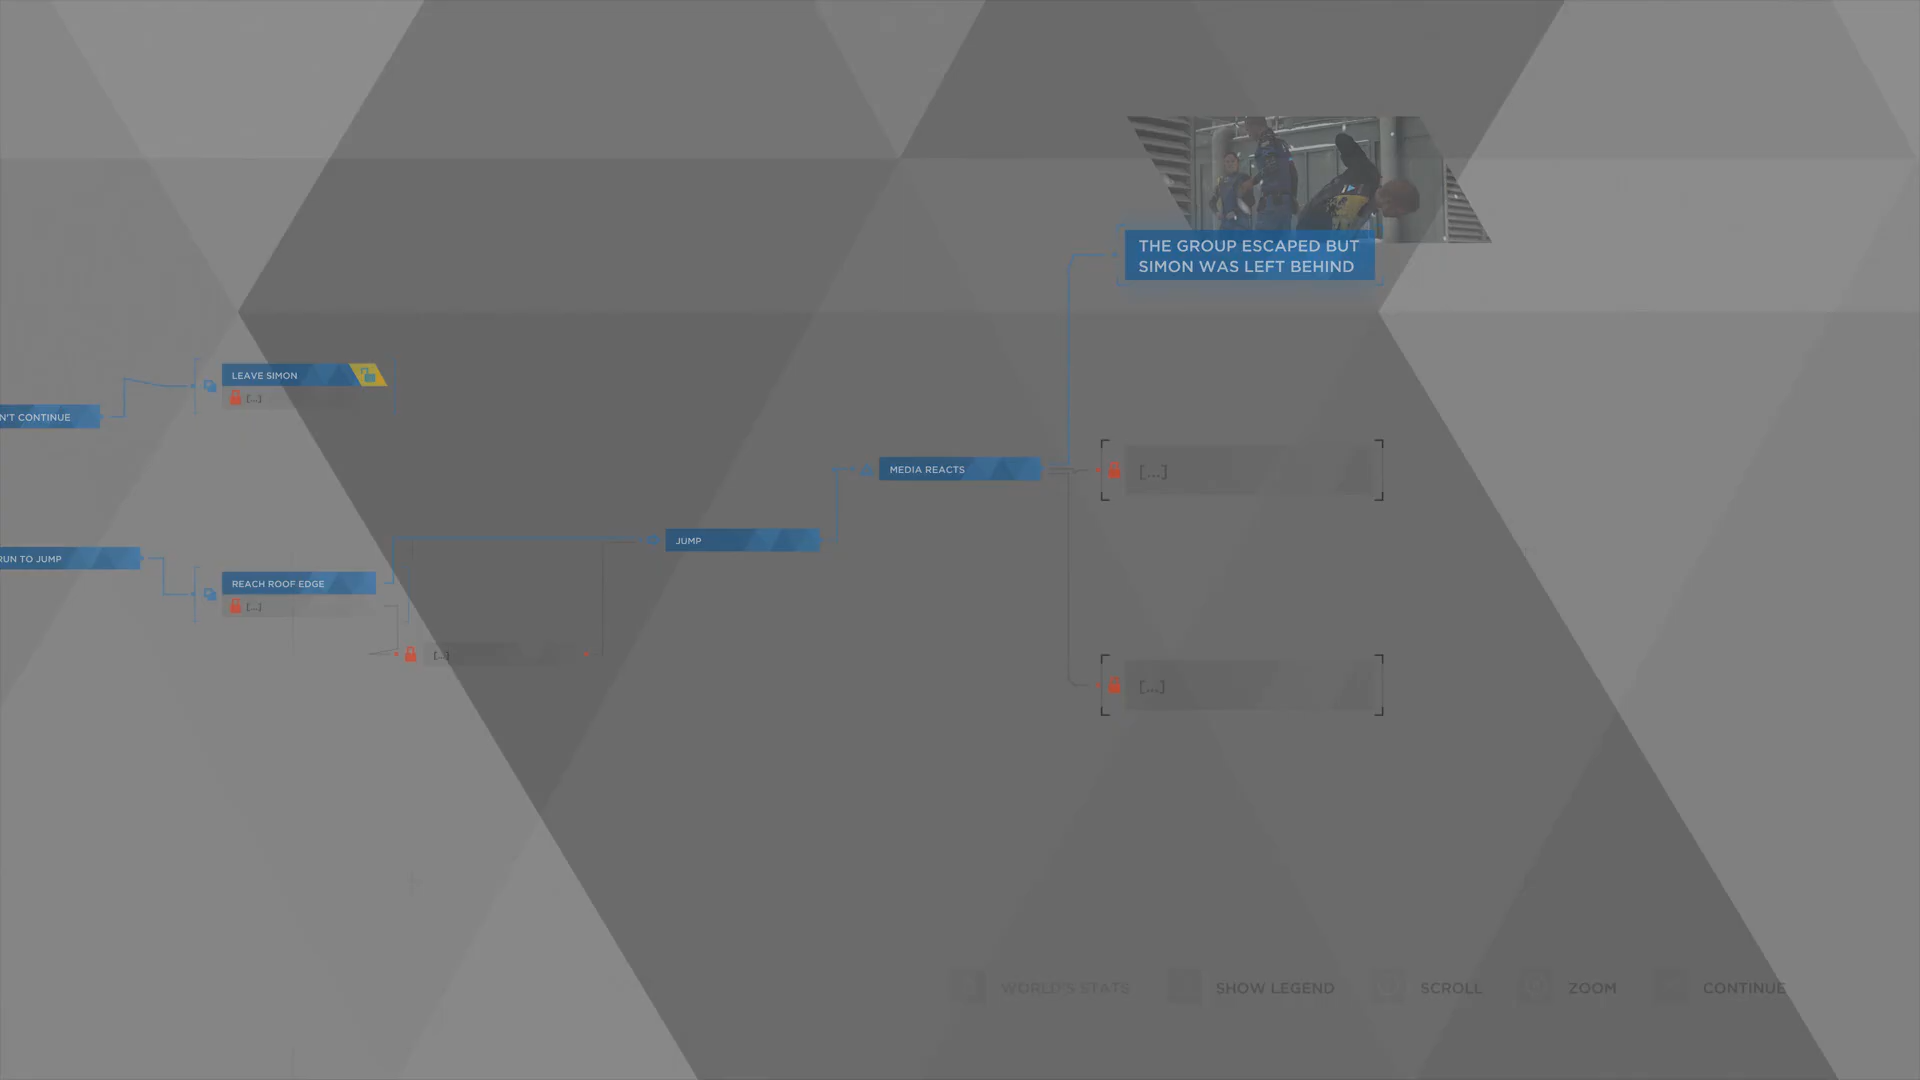 THE GROUP ESCAPED BUT
SIMON WAS LEFT BEHIND
LEAVE SIMON
[...]
N'T CONTINUE
MEDIA REACTS
[...]
JUMP
RUN TO JUMP
REACH ROOF EDGE
[...]
[...]
[...]
WORLD'S STATS
SHOW LEGEND
SCROLL
ZOOM
CONTINUE